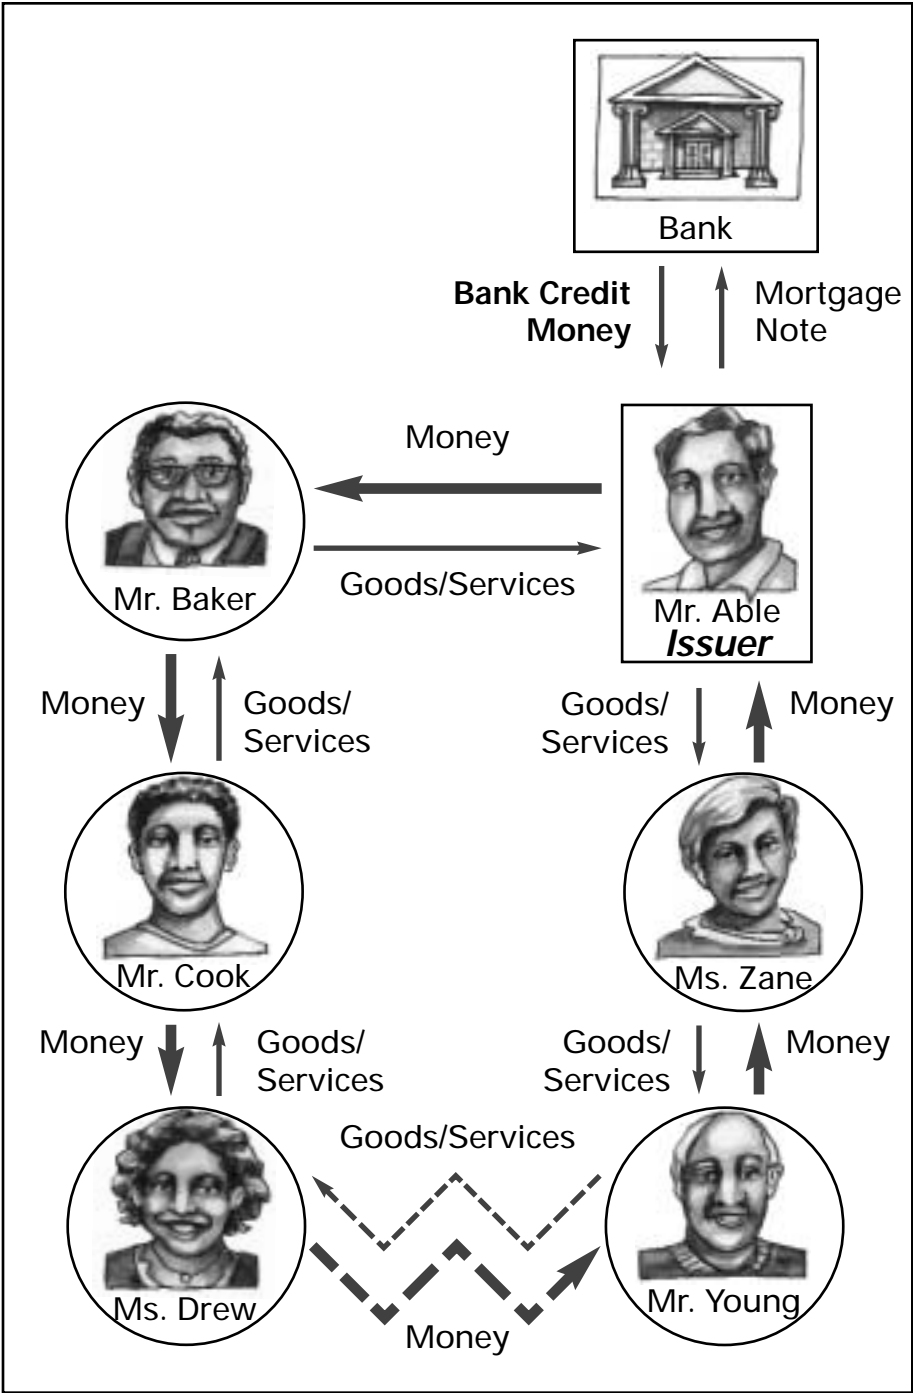 Bank
Bank Credit
Money
Mortgage
Note
Money
Goods/Services
Mr. Baker
Mr. Able
Issuer
Money
Goods/
Services
Goods/
Services
Money
Mr. Cook
Ms. Zane
Money
Goods/
Services
Goods/
Services
Money
Goods/Services
Ms. Drew
Mr. Young
Money